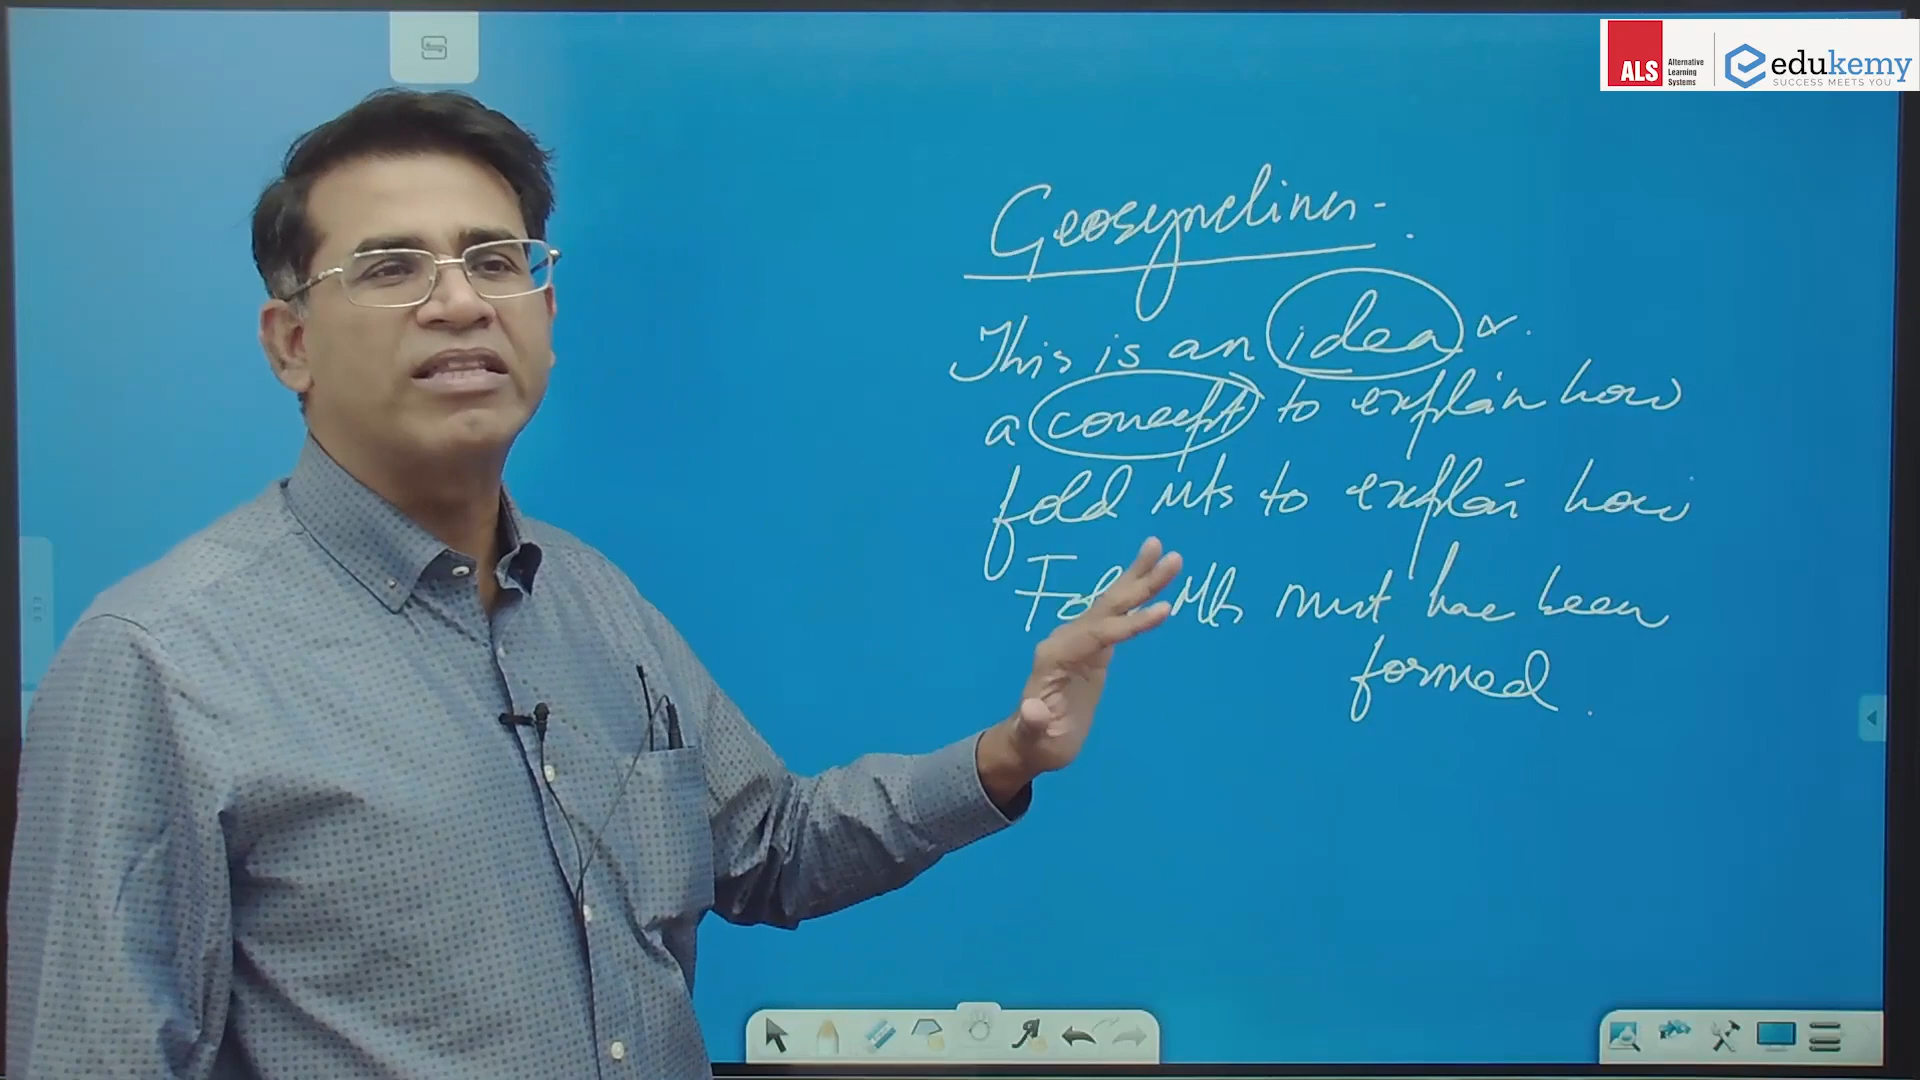 ALS
Alternative
Learning
Systems
edukemy
SUCCESS MEETS YOU
Geosynclines -
This is an idea &
a concept to explain how
fold Mts to explain how
Fold Mts must have been
formed.